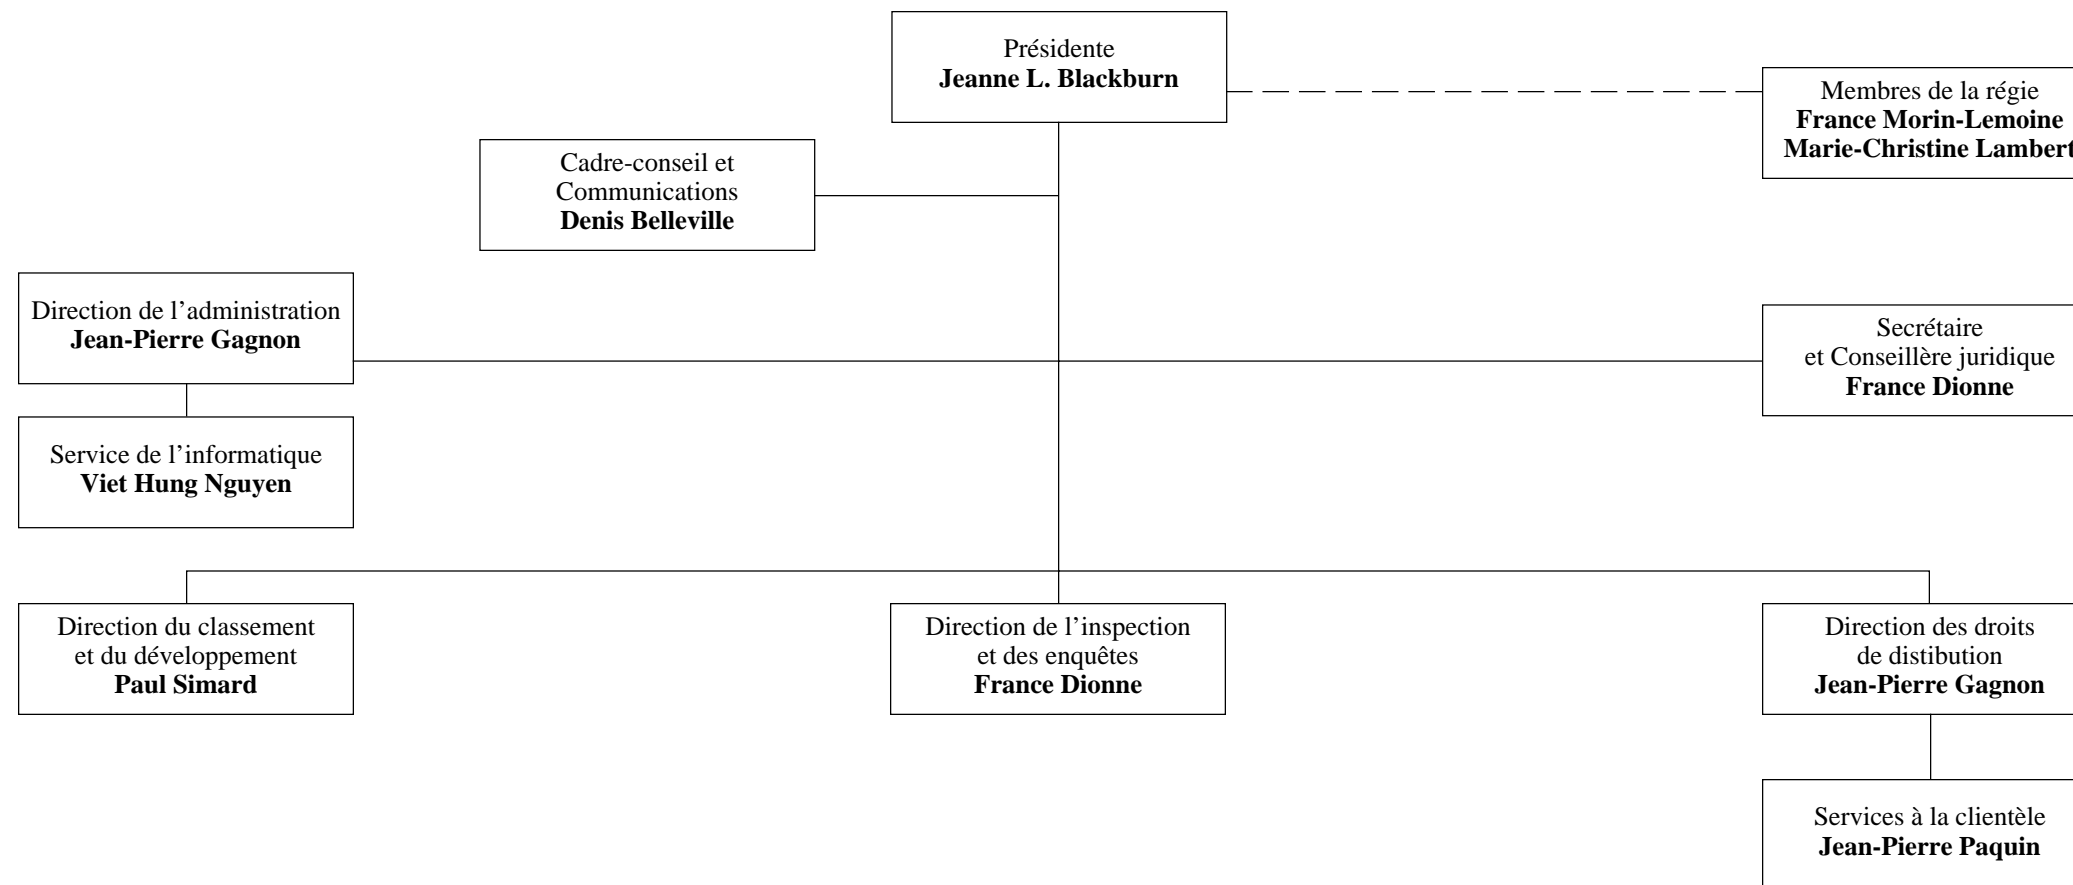 Présidente
Jeanne L. Blackburn
Membres de la régie
France Morin-Lemoine
Marie-Christine Lambert
Cadre-conseil et
Communications
Denis Belleville
Direction de l’administration
Jean-Pierre Gagnon
Secrétaire
et Conseillère juridique
France Dionne
Service de l’informatique
Viet Hung Nguyen
Direction du classement
et du développement
Paul Simard
Direction de l’inspection
et des enquêtes
France Dionne
Direction des droits
de distibution
Jean-Pierre Gagnon
Services à la clientèle
Jean-Pierre Paquin